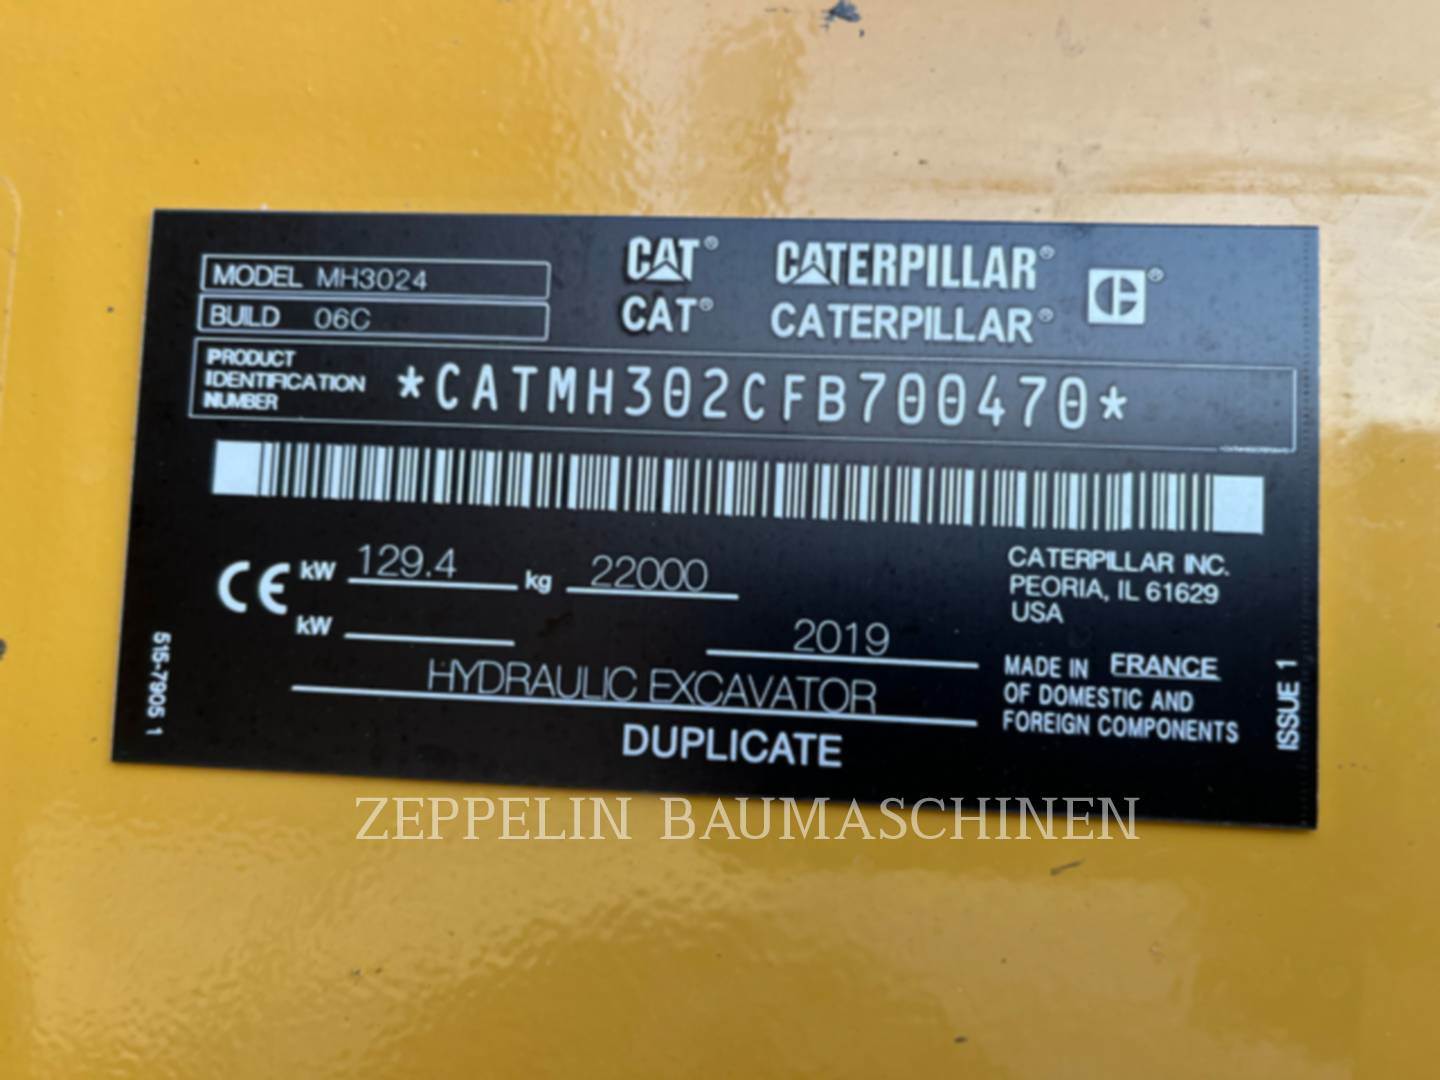 MODEL MH3024
BUILD 06C
CAT® CATERPILLAR® ®
CAT® CATERPILLAR®
PRODUCT
IDENTIFICATION
NUMBER
*CATMH302CFB700470*
CE kW 129.4 kg 22000
kW
2019
HYDRAULIC EXCAVATOR
DUPLICATE
CATERPILLAR INC.
PEORIA, IL 61629
USA
MADE IN FRANCE
OF DOMESTIC AND
FOREIGN COMPONENTS
515-7905 1
ISSUE 1
ZEPPELIN BAUMASCHINEN